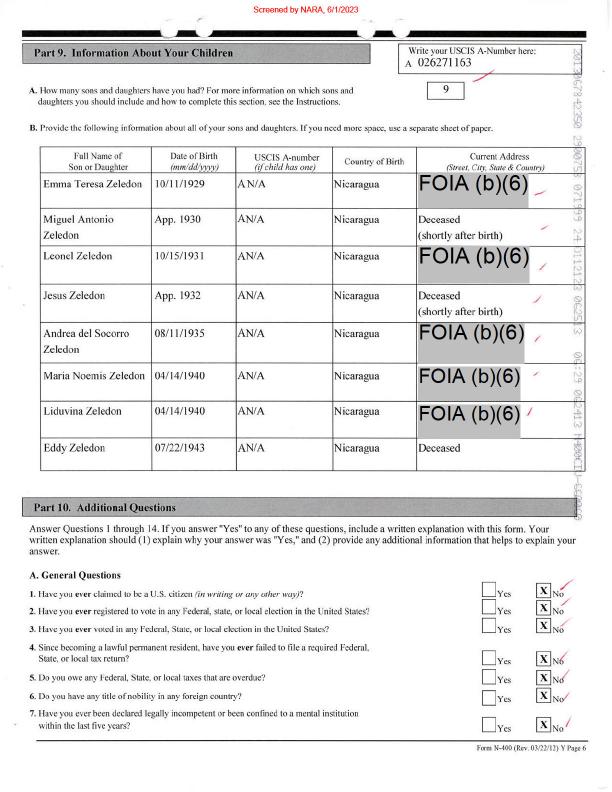 Screened by NARA, 6/1/2023
Part 9. Information About Your Children
Write your USCIS A-Number here:
A 026271163
A. How many sons and daughters have you had? For more information on which sons and
daughters you should include and how to complete this section, see the Instructions.
9
B. Provide the following information about all of your sons and daughters. If you need more space, use a separate sheet of paper.
Full Name of Son or Daughter | Date of Birth (mm/dd/yyyy) | USCIS A-number (if child has one) | Country of Birth | Current Address (Street, City, State & Country)
Emma Teresa Zeledon | 10/11/1929 | AN/A | Nicaragua | FOIA (b)(6)
Miguel Antonio Zeledon | App. 1930 | AN/A | Nicaragua | Deceased (shortly after birth)
Leonel Zeledon | 10/15/1931 | AN/A | Nicaragua | FOIA (b)(6)
Jesus Zeledon | App. 1932 | AN/A | Nicaragua | Deceased (shortly after birth)
Andrea del Socorro Zeledon | 08/11/1935 | AN/A | Nicaragua | FOIA (b)(6)
Maria Noemis Zeledon | 04/14/1940 | AN/A | Nicaragua | FOIA (b)(6)
Liduvina Zeledon | 04/14/1940 | AN/A | Nicaragua | FOIA (b)(6)
Eddy Zeledon | 07/22/1943 | AN/A | Nicaragua | Deceased
Part 10. Additional Questions
Answer Questions 1 through 14. If you answer "Yes" to any of these questions, include a written explanation with this form. Your
written explanation should (1) explain why your answer was "Yes," and (2) provide any additional information that helps to explain your
answer.
A. General Questions
1. Have you ever claimed to be a U.S. citizen (in writing or any other way)? Yes X No
2. Have you ever registered to vote in any Federal, state, or local election in the United States? Yes X No
3. Have you ever voted in any Federal, State, or local election in the United States? Yes X No
4. Since becoming a lawful permanent resident, have you ever failed to file a required Federal,
State, or local tax return? Yes X No
5. Do you owe any Federal, State, or local taxes that are overdue? Yes X No
6. Do you have any title of nobility in any foreign country? Yes X No
7. Have you ever been declared legally incompetent or been confined to a mental institution
within the last five years? Yes X No
Form N-400 (Rev. 03/22/12) Y Page 6